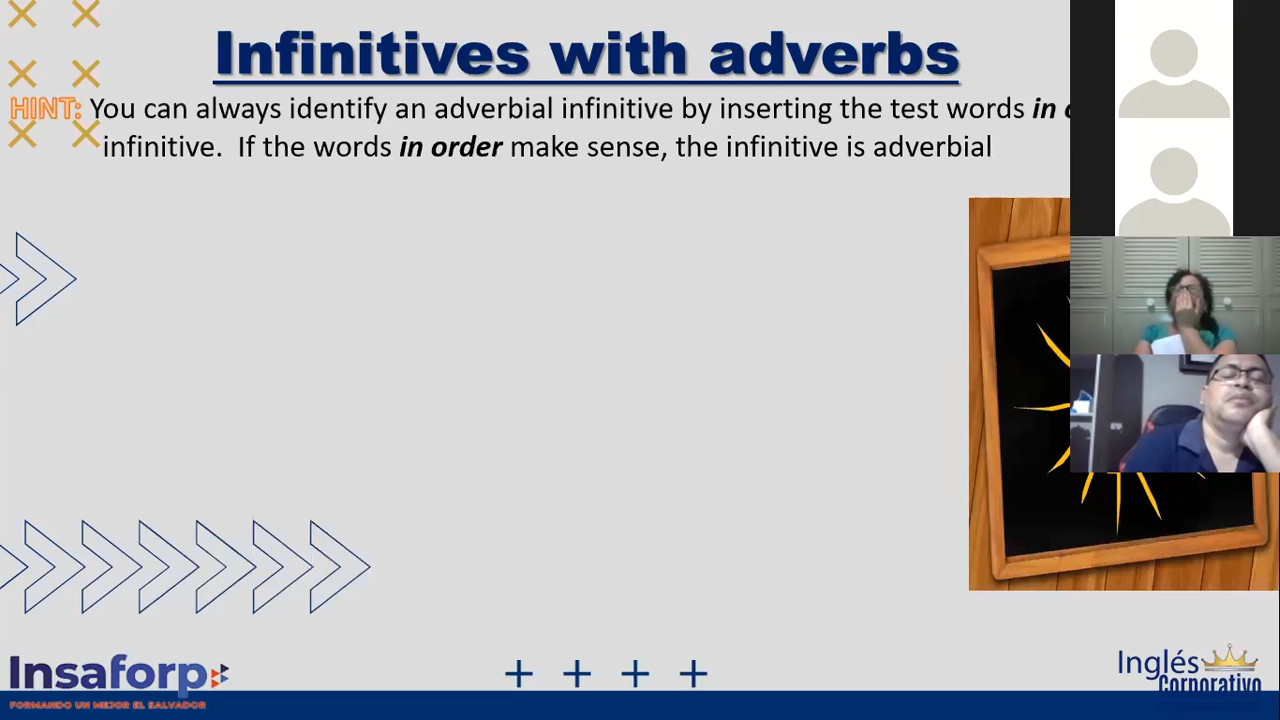 Infinitives with adverbs
HINT: You can always identify an adverbial infinitive by inserting the test words in
infinitive. If the words in order make sense, the infinitive is adverbial
Insaforp
FORMANDO UN MEJOR EL SALVADOR
Inglés
Corporativo